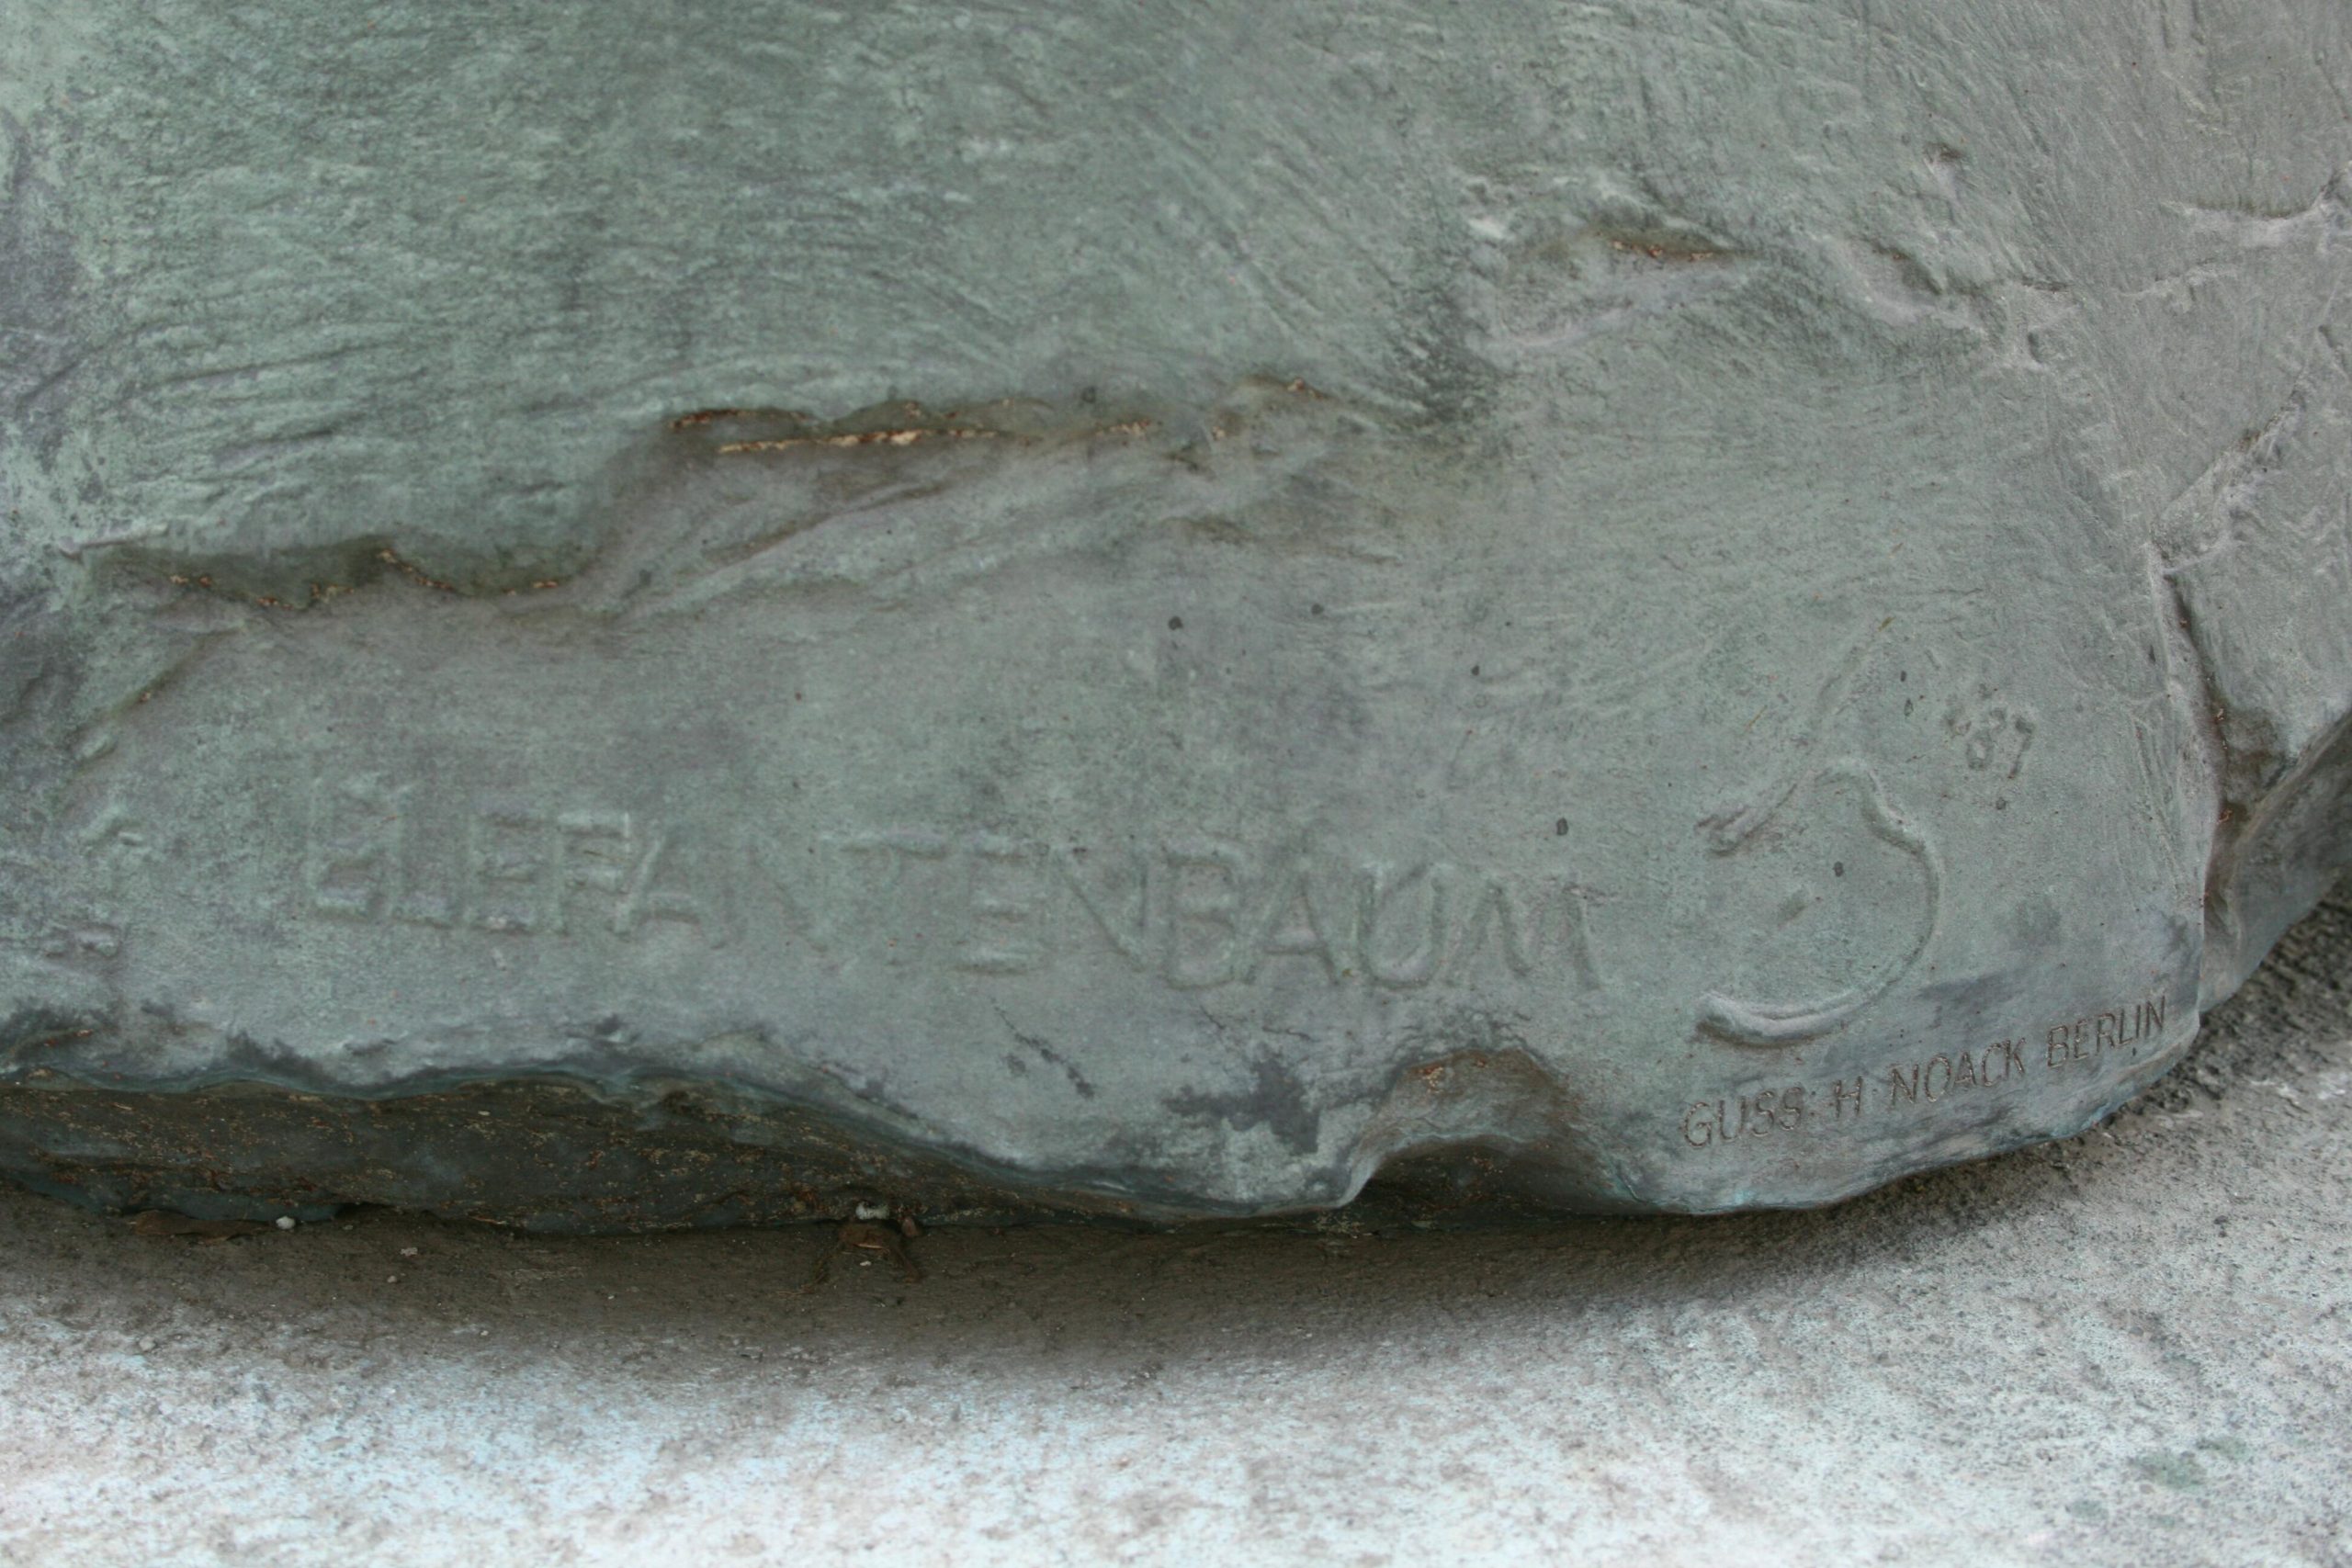 ELEFANTENBAUM
'87
GUSS: H. NOACK BERLIN